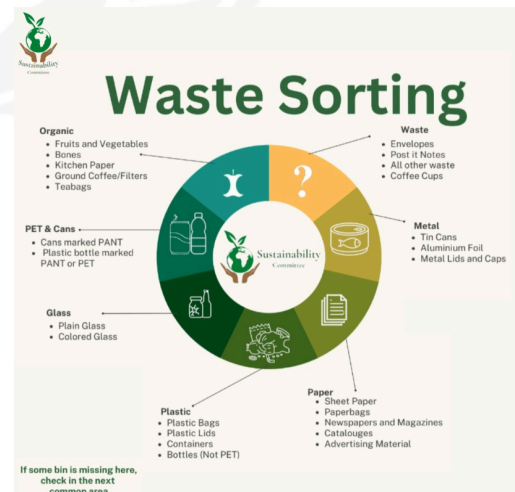 Sustainability
Committee
Waste Sorting
Organic
Fruits and Vegetables
Bones
Kitchen Paper
Ground Coffee/Filters
Teabags
Waste
Envelopes
Post it Notes
All other waste
Coffee Cups
PET & Cans
Cans marked PANT
Plastic bottle marked
PANT or PET
?
Sustainability
Committee
Metal
Tin Cans
Aluminium Foil
Metal Lids and Caps
Glass
Plain Glass
Colored Glass
Plastic
Plastic Bags
Plastic Lids
Containers
Bottles (Not PET)
Paper
Sheet Paper
Paperbags
Newspapers and Magazines
Catalouges
Advertising Material
If some bin is missing here,
check in the next
common area